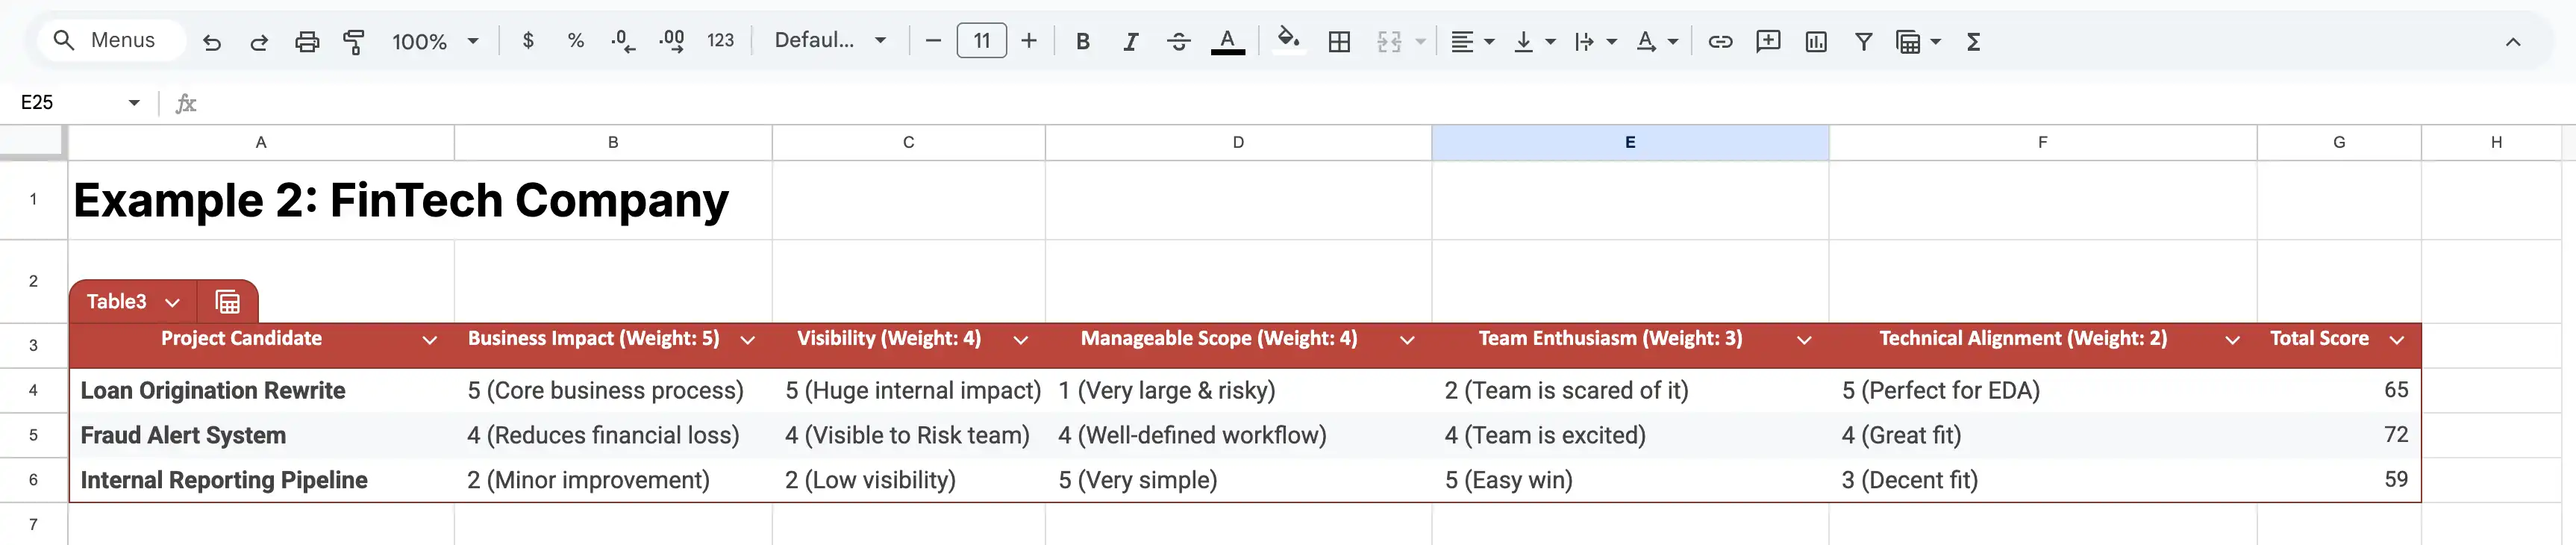 Menus 100% $ % .0 .00 123 Defaul... 11 B I A A Σ
E25 fx
A B C D E F G H
1 Example 2: FinTech Company
2
Table3
3 Project Candidate Business Impact (Weight: 5) Visibility (Weight: 4) Manageable Scope (Weight: 4) Team Enthusiasm (Weight: 3) Technical Alignment (Weight: 2) Total Score
4 Loan Origination Rewrite 5 (Core business process) 5 (Huge internal impact) 1 (Very large & risky) 2 (Team is scared of it) 5 (Perfect for EDA) 65
5 Fraud Alert System 4 (Reduces financial loss) 4 (Visible to Risk team) 4 (Well-defined workflow) 4 (Team is excited) 4 (Great fit) 72
6 Internal Reporting Pipeline 2 (Minor improvement) 2 (Low visibility) 5 (Very simple) 5 (Easy win) 3 (Decent fit) 59
7